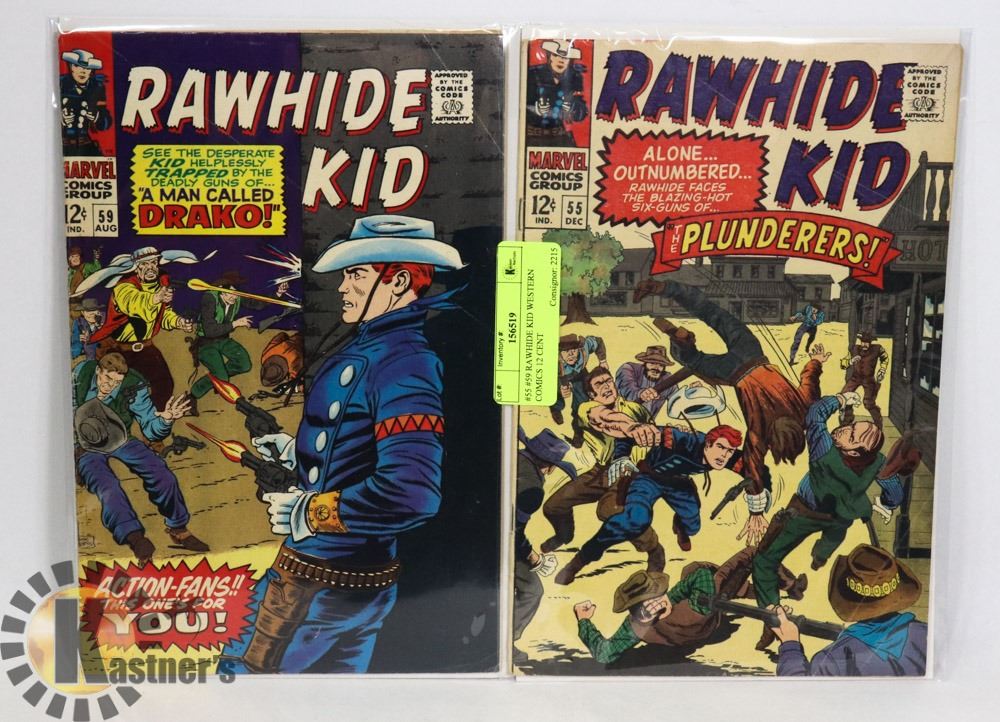 RAWHIDE
KID
APPROVED
BY THE
COMICS
CODE
AUTHORITY
SEE THE DESPERATE
KID HELPLESSLY
TRAPPED BY THE
DEADLY GUNS OF...
"A MAN CALLED
DRAKO!"
MARVEL
COMICS
GROUP
12¢
IND.
59
AUG
ACTION-FANS!!
THIS ONE'S FOR
YOU!
Kastner's
Lot #:
Inventory #:
156519
Consignor: 2215
#55 #59 RAWHIDE KID WESTERN
COMICS 12 CENT
RAWHIDE
KID
APPROVED
BY THE
COMICS
CODE
AUTHORITY
ALONE...
OUTNUMBERED...
RAWHIDE FACES
THE BLAZING-HOT
SIX-GUNS OF...
"THE PLUNDERERS!"
MARVEL
COMICS
GROUP
12¢
IND.
55
DEC
HOT